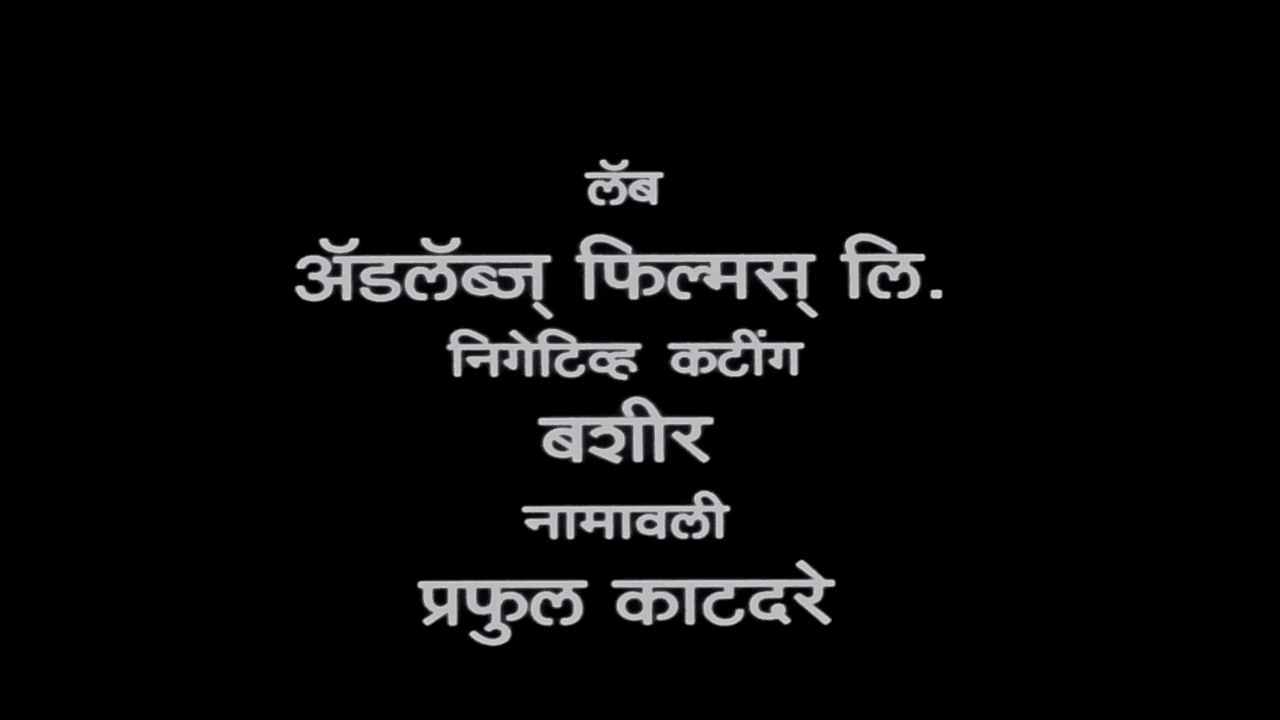 लॅब
ॲडलॅब्ज् फिल्मस् लि.
निगेटिव्ह कटींग
बशीर
नामावली
प्रफुल काटदरे